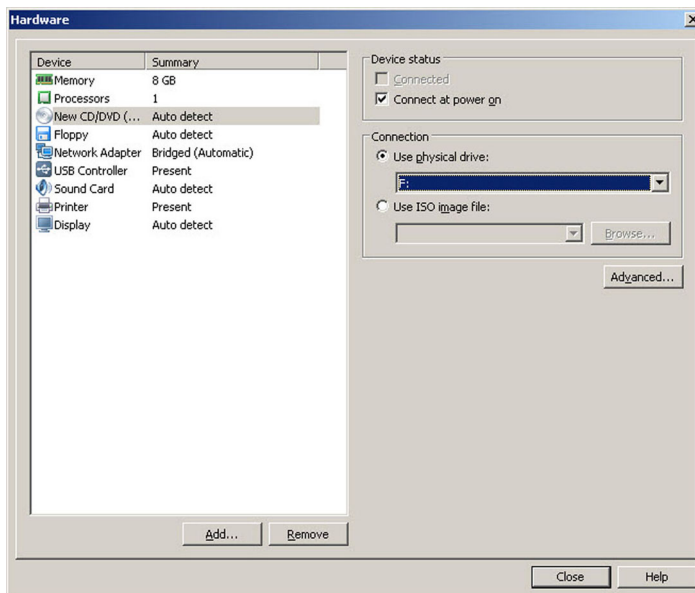 Hardware
Device Summary
Memory 8 GB
Processors 1
New CD/DVD (... Auto detect
Floppy Auto detect
Network Adapter Bridged (Automatic)
USB Controller Present
Sound Card Auto detect
Printer Present
Display Auto detect
Add... Remove
Device status
Connected
Connect at power on
Connection
Use physical drive:
F:
Use ISO image file:
Browse...
Advanced...
Close Help